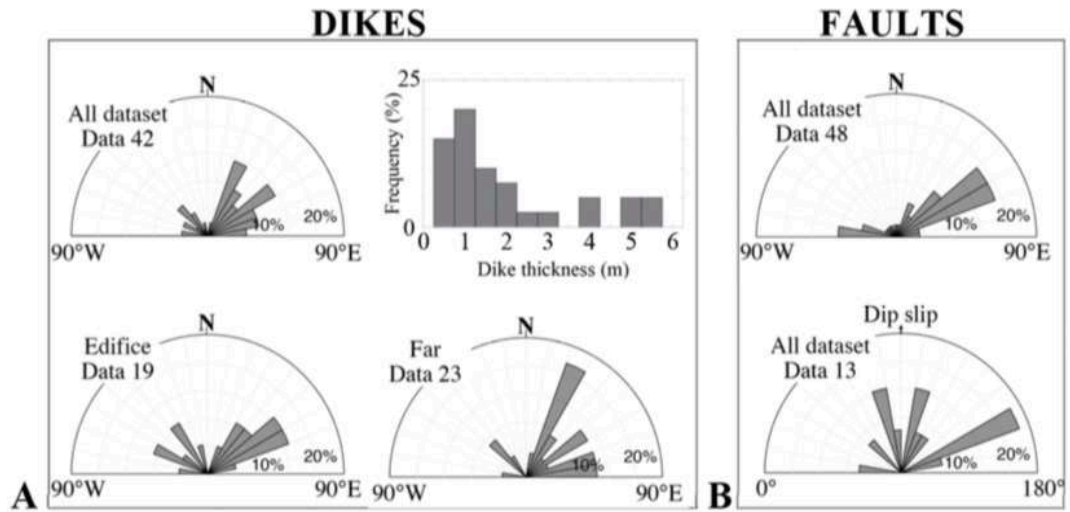 DIKES
FAULTS
N
All dataset
Data 42
10%
20%
90°W
90°E
25
Frequency (%)
0
0 1 2 3 4 5 6
Dike thickness (m)
N
Edifice
Data 19
10%
20%
90°W
90°E
N
Far
Data 23
10%
20%
90°W
90°E
A
N
All dataset
Data 48
10%
20%
90°W
90°E
Dip slip
All dataset
Data 13
10%
20%
0°
180°
B